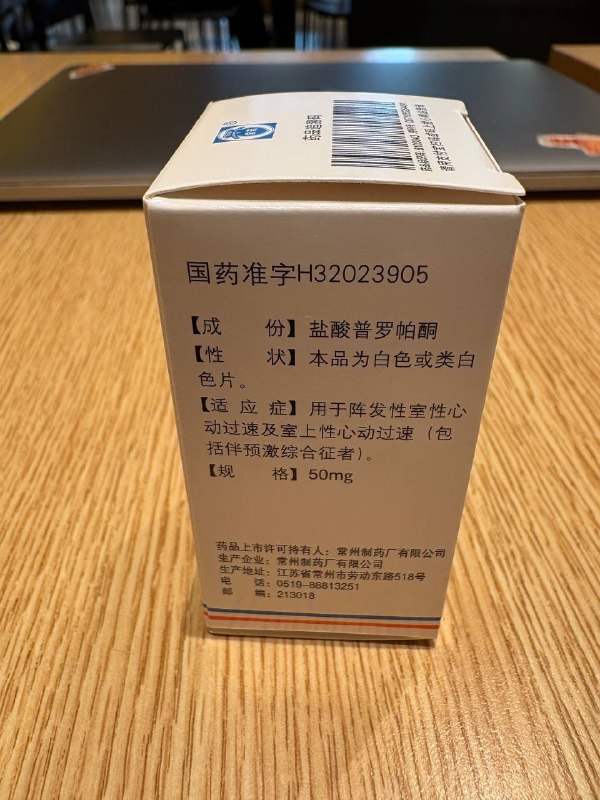 药品追溯码
国药准字H32023905
【成 份】盐酸普罗帕酮
【性 状】本品为白色或类白
色片。
【适应症】用于阵发性室性心
动过速及室上性心动过速（包
括伴预激综合征者）。
【规 格】50mg
药品上市许可持有人：常州制药厂有限公司
生产企业：常州制药厂有限公司
生产地址：江苏省常州市劳动东路518号
电 话：0519-88813251
邮 编：213018